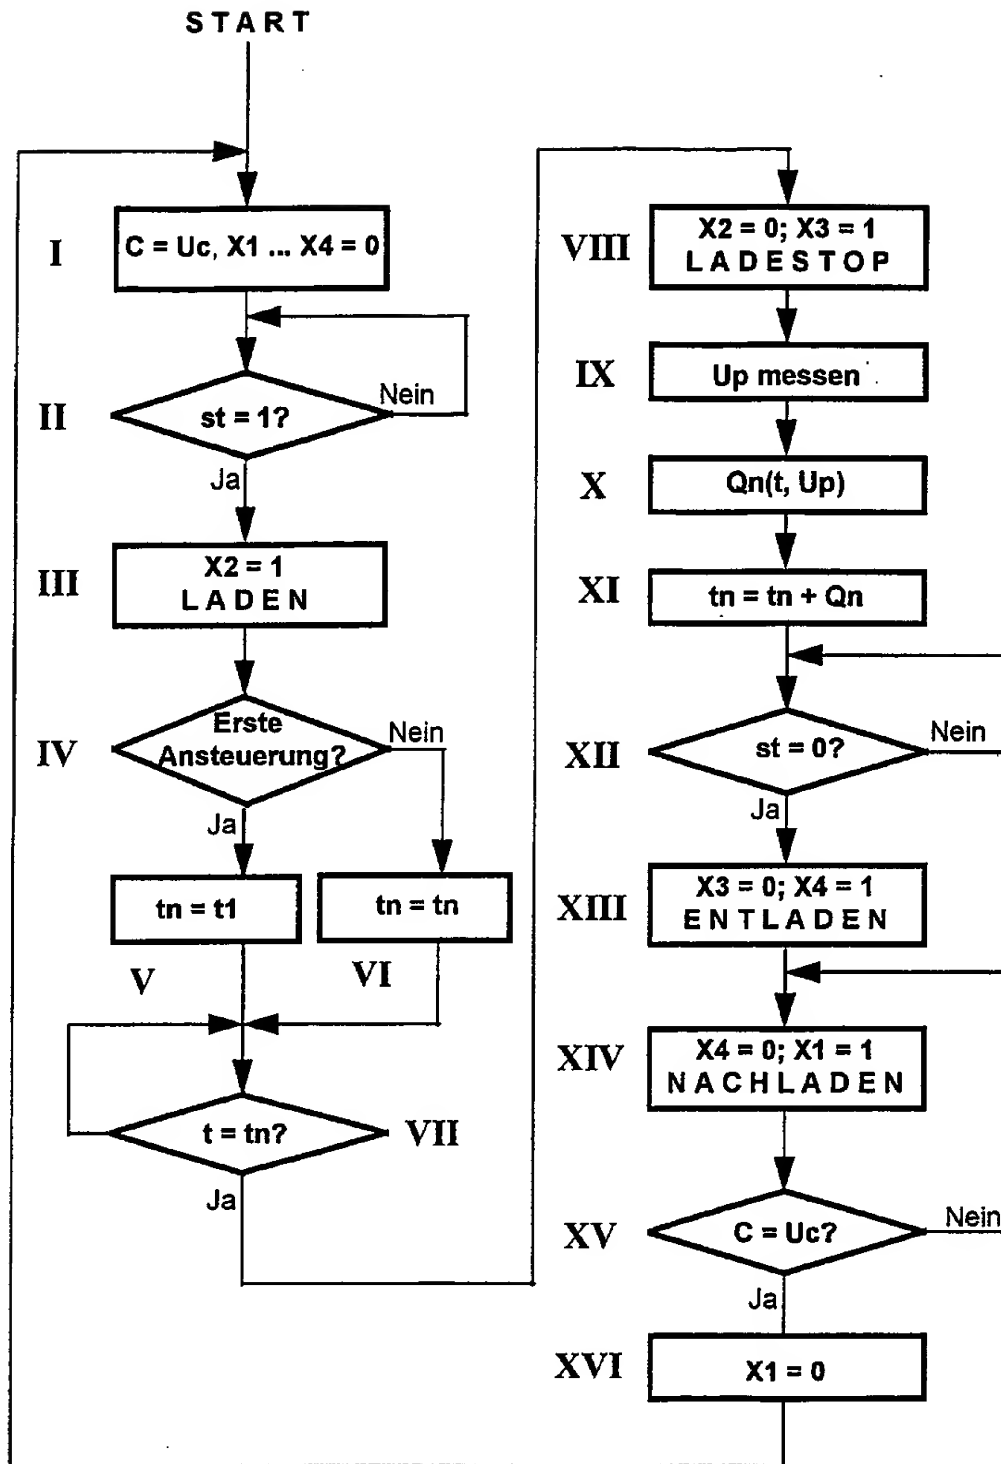 START
I
C = Uc, X1 ... X4 = 0
II
st = 1?
Nein
Ja
III
X2 = 1
LADEN
IV
Erste
Ansteuerung?
Nein
Ja
tn = t1
tn = tn
V
VI
t = tn?
VII
Ja
VIII
X2 = 0; X3 = 1
LADESTOP
IX
Up messen
X
Qn(t, Up)
XI
tn = tn + Qn
XII
st = 0?
Nein
Ja
XIII
X3 = 0; X4 = 1
ENTLADEN
XIV
X4 = 0; X1 = 1
NACHLADEN
XV
C = Uc?
Nein
Ja
XVI
X1 = 0